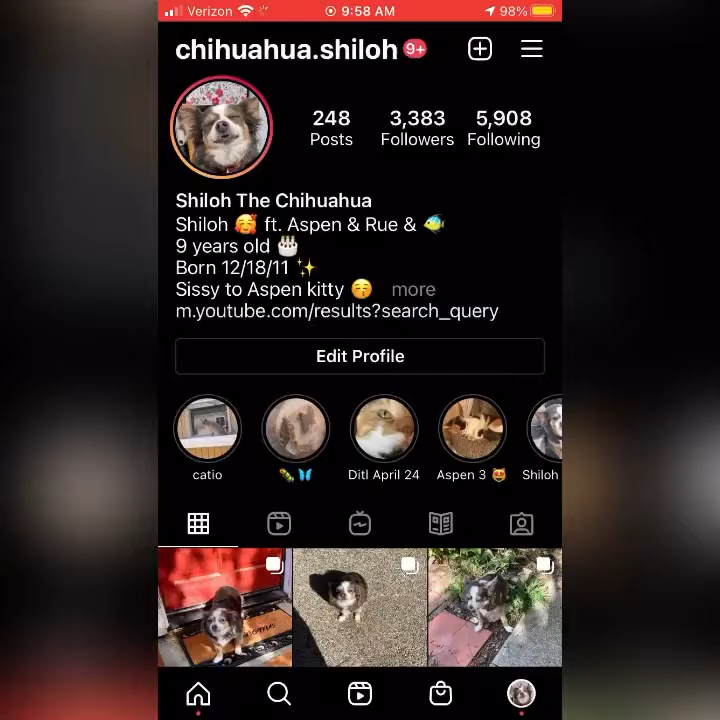 Verizon 9:58 AM 98%
chihuahua.shiloh 9+
248 3,383 5,908
Posts Followers Following
Shiloh The Chihuahua
Shiloh 🥰 ft. Aspen & Rue & 🐠
9 years old 🎂
Born 12/18/11 ✨
Sissy to Aspen kitty 😚 more
m.youtube.com/results?search_query
Edit Profile
catio 🐛🦋 Ditl April 24 Aspen 3 😻 Shiloh